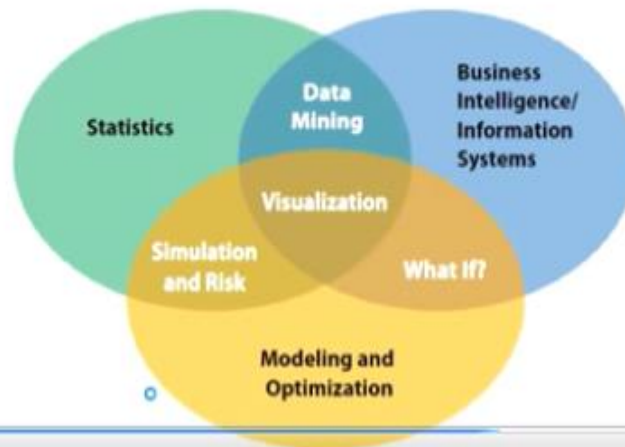 Statistics
Data
Mining
Business
Intelligence/
Information
Systems
Visualization
Simulation
and Risk
What If?
Modeling and
Optimization